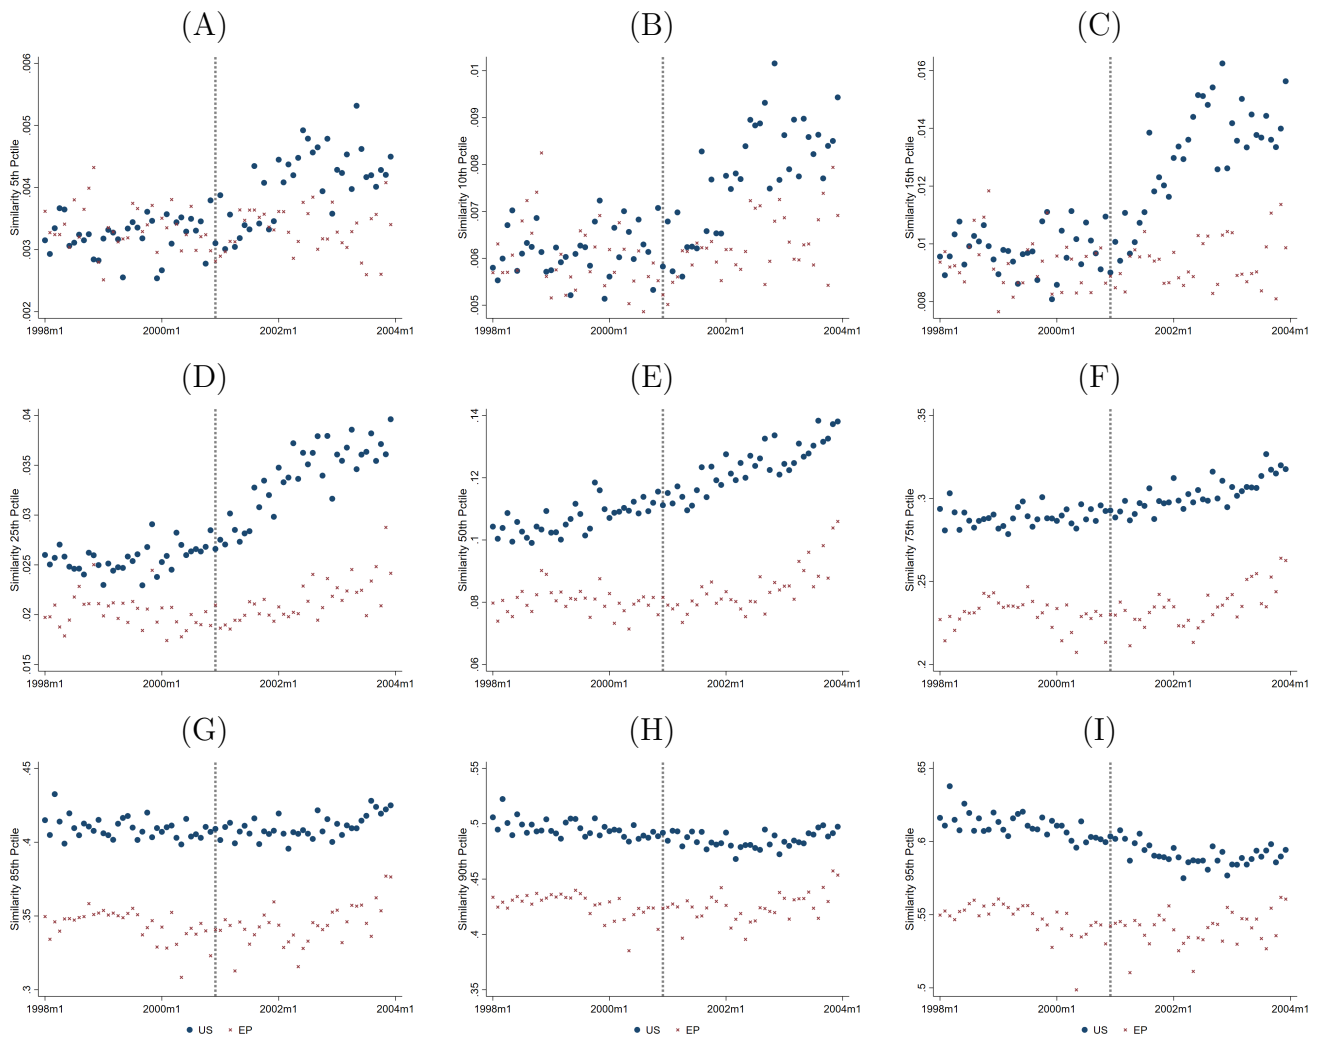 (A)
Similarity 5th Pctile
.006
.005
.004
.003
.002
1998m1 2000m1 2002m1 2004m1
(B)
Similarity 10th Pctile
.01
.009
.008
.007
.006
.005
1998m1 2000m1 2002m1 2004m1
(C)
Similarity 15th Pctile
.016
.014
.012
.01
.008
1998m1 2000m1 2002m1 2004m1
(D)
Similarity 25th Pctile
.04
.035
.03
.025
.02
.015
1998m1 2000m1 2002m1 2004m1
(E)
Similarity 50th Pctile
.14
.12
.1
.08
.06
1998m1 2000m1 2002m1 2004m1
(F)
Similarity 75th Pctile
.35
.3
.25
.2
1998m1 2000m1 2002m1 2004m1
(G)
Similarity 85th Pctile
.45
.4
.35
.3
1998m1 2000m1 2002m1 2004m1
US EP
(H)
Similarity 90th Pctile
.55
.5
.45
.4
.35
1998m1 2000m1 2002m1 2004m1
(I)
Similarity 95th Pctile
.65
.6
.55
.5
1998m1 2000m1 2002m1 2004m1
US EP